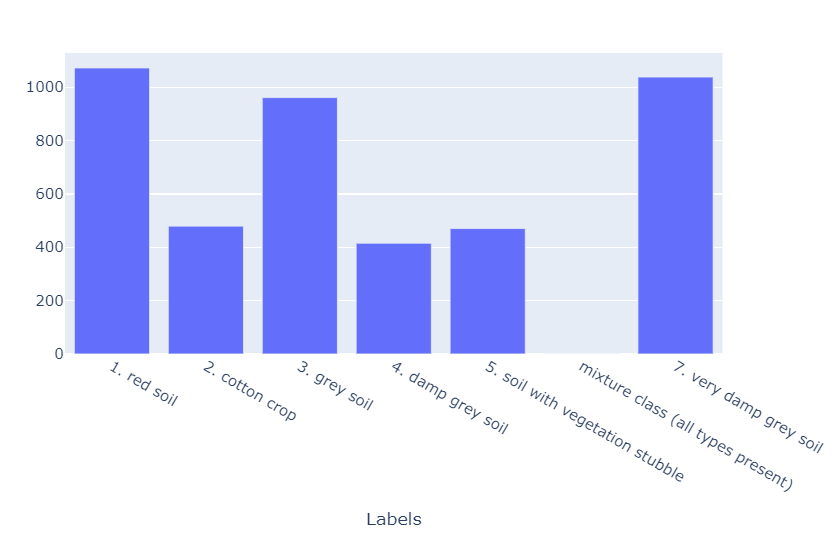 1000
800
600
400
200
0
1. red soil
2. cotton crop
3. grey soil
4. damp grey soil
5. soil with vegetation stubble
mixture class (all types present)
7. very damp grey soil
Labels